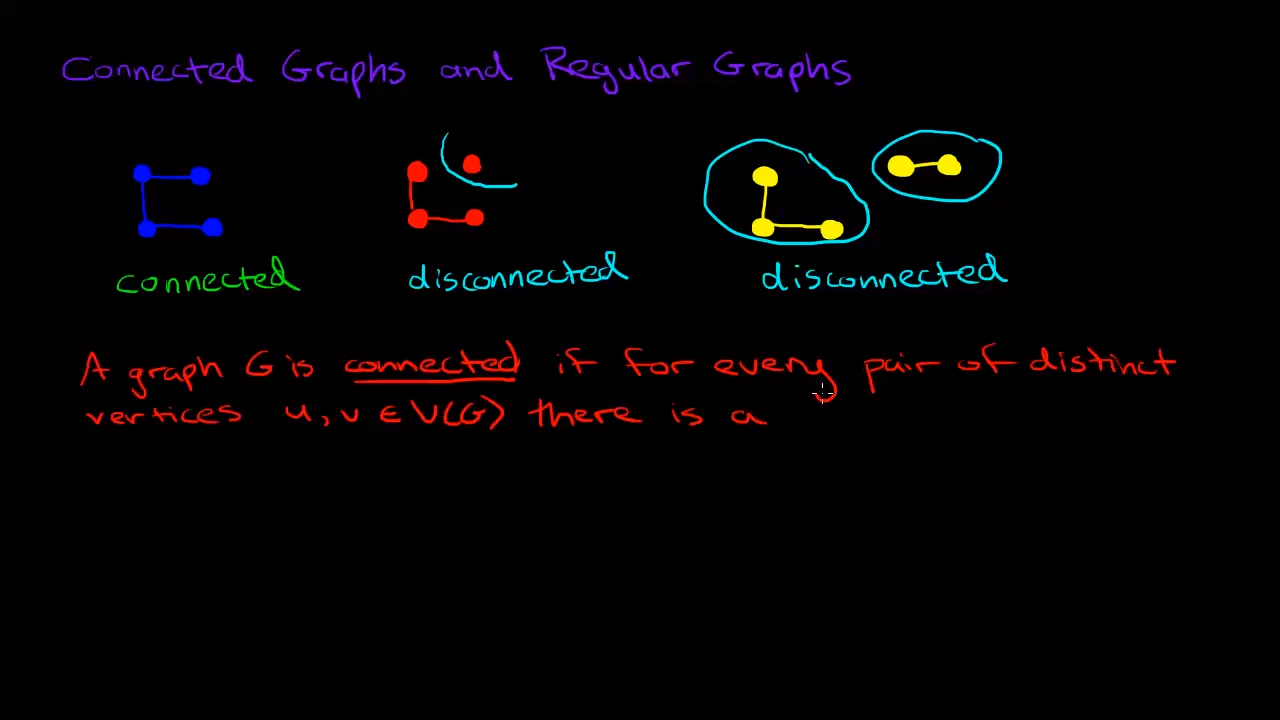 Connected Graphs and Regular Graphs
connected disconnected disconnected
A graph G is connected if for every pair of distinct
vertices u, v ∈ V(G) there is a